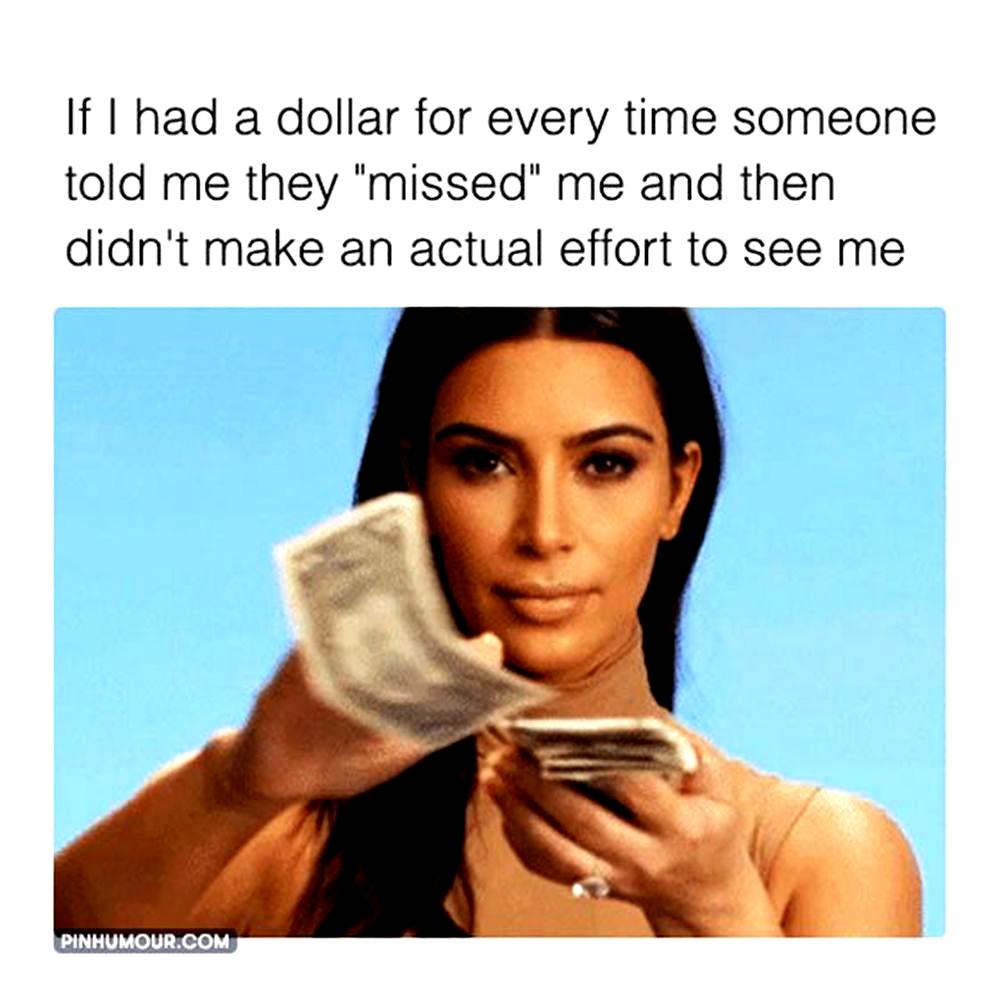 If I had a dollar for every time someone
told me they "missed" me and then
didn't make an actual effort to see me
PINHUMOUR.COM